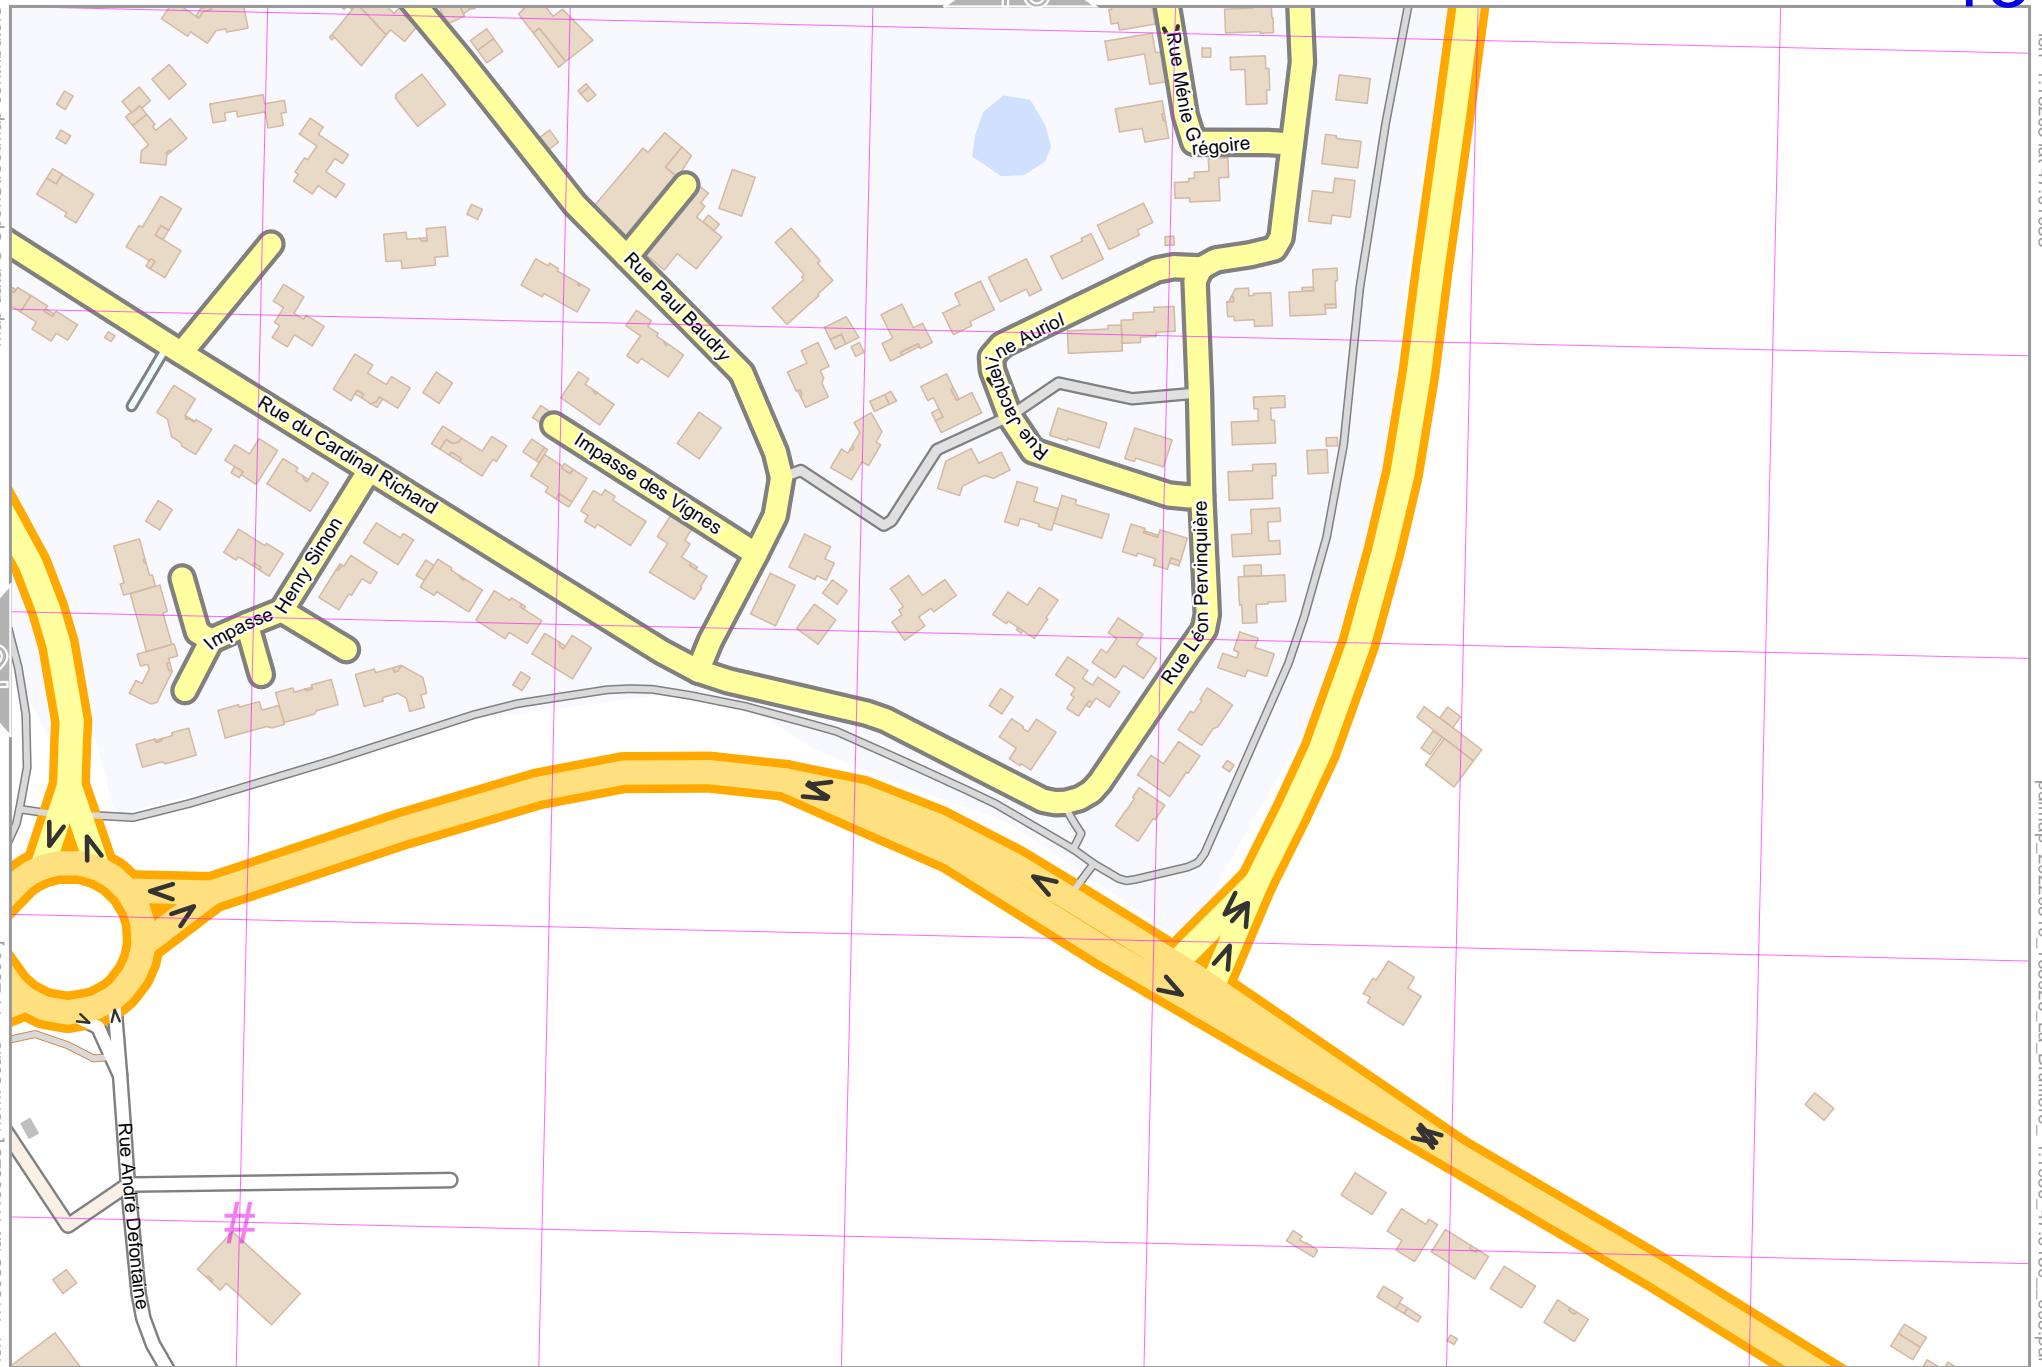 Rue Ménie Grégoire
Rue Paul Baudry
Rue Jacqueline Auriol
Rue du Cardinal Richard
Impasse des Vignes
Impasse Henry Simon
Rue Léon Pervinquière
Rue André Defontaine
#